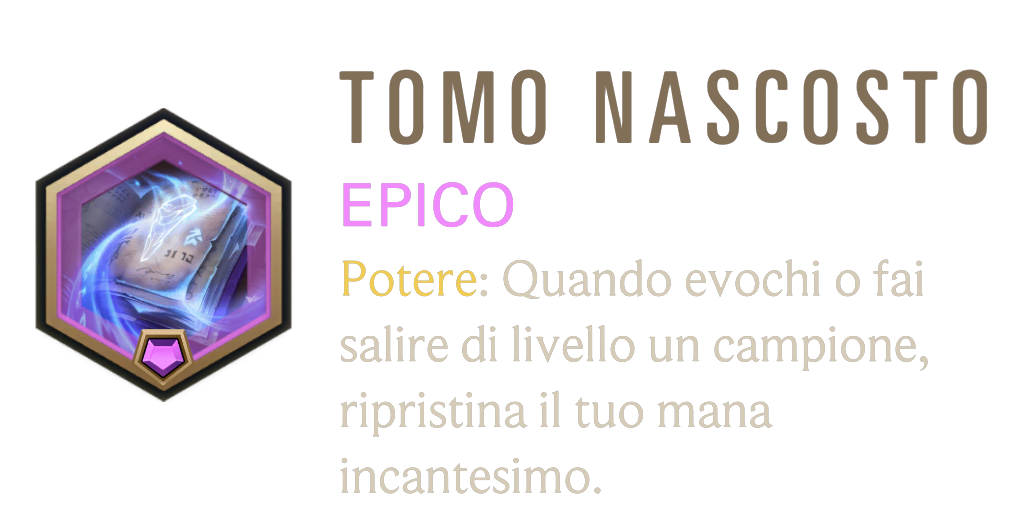 TOMO NASCOSTO
EPICO
Potere: Quando evochi o fai
salire di livello un campione,
ripristina il tuo mana
incantesimo.